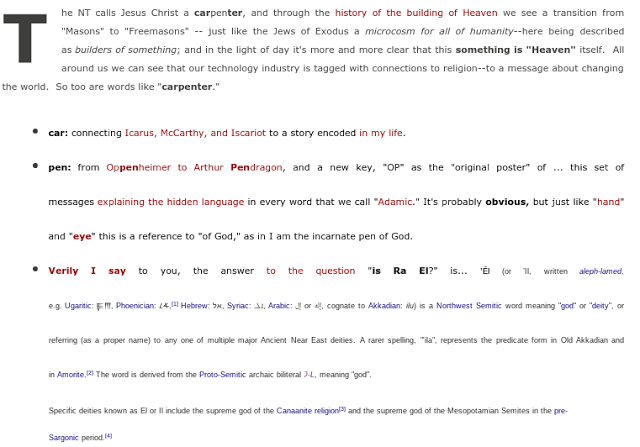 The NT calls Jesus Christ a carpenter, and through the history of the building of Heaven we see a transition from
"Masons" to "Freemasons" -- just like the Jews of Exodus a microcosm for all of humanity--here being described
as builders of something; and in the light of day it's more and more clear that this something is "Heaven" itself. All
around us we can see that our technology industry is tagged with connections to religion--to a message about changing
the world. So too are words like "carpenter."
car: connecting Icarus, McCarthy, and Iscariot to a story encoded in my life.
pen: from Oppenheimer to Arthur Pendragon, and a new key, "OP" as the "original poster" of ... this set of
messages explaining the hidden language in every word that we call "Adamic." It's probably obvious, but just like "hand"
and "eye" this is a reference to "of God," as in I am the incarnate pen of God.
Verily I say to you, the answer to the question "is Ra El?" is... ʾĒl (or ʾIl, written aleph-lamed,
e.g. Ugaritic: 𐎛𐎍, Phoenician: 𐤀𐤋,[1] Hebrew: אל, Syriac: ܐܠ, Arabic: إل or إله, cognate to Akkadian: ilu) is a Northwest Semitic word meaning "god" or "deity", or
referring (as a proper name) to any one of multiple major Ancient Near East deities. A rarer spelling, "'ila", represents the predicate form in Old Akkadian and
in Amorite.[2] The word is derived from the Proto-Semitic archaic biliteral ʾ‑L, meaning "god".
Specific deities known as El or Il include the supreme god of the Canaanite religion[3] and the supreme god of the Mesopotamian Semites in the pre-
Sargonic period.[4]